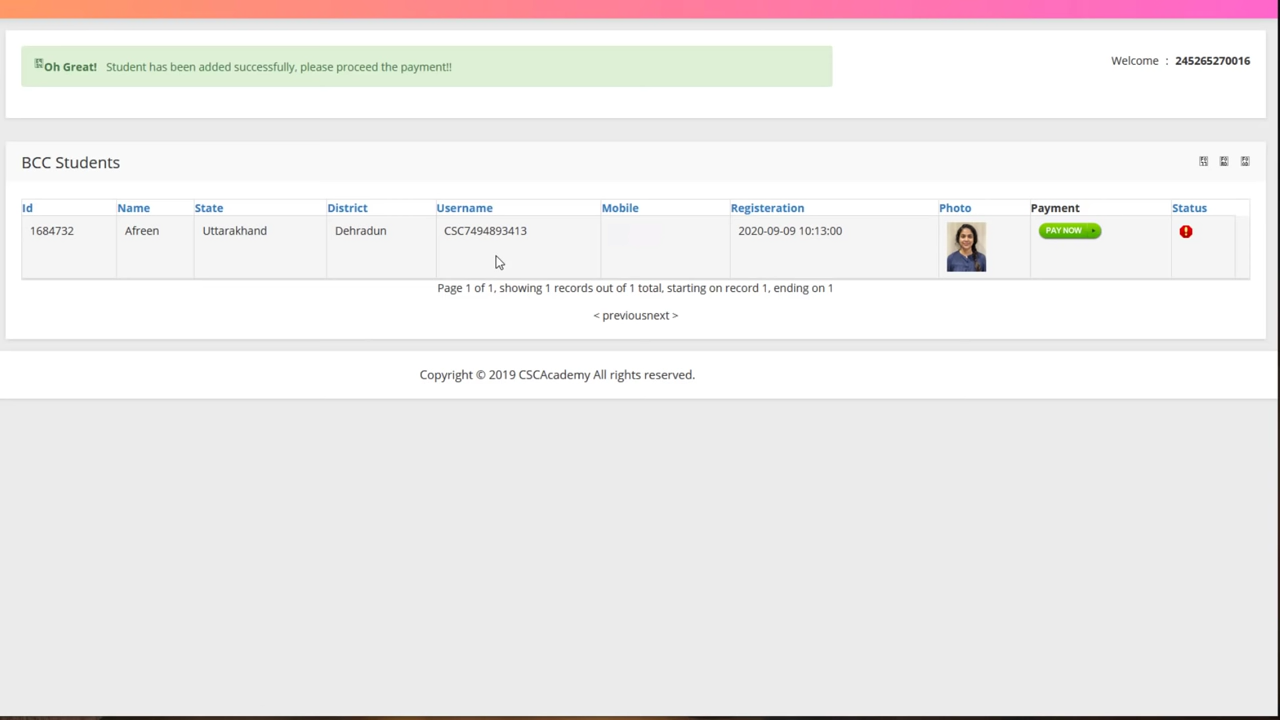 Oh Great! Student has been added successfully, please proceed the payment!!
Welcome : 245265270016
BCC Students
Id Name State District Username Mobile Registeration Photo Payment Status
1684732 Afreen Uttarakhand Dehradun CSC7494893413 2020-09-09 10:13:00 PAY NOW
Page 1 of 1, showing 1 records out of 1 total, starting on record 1, ending on 1
< previousnext >
Copyright © 2019 CSCAcademy All rights reserved.